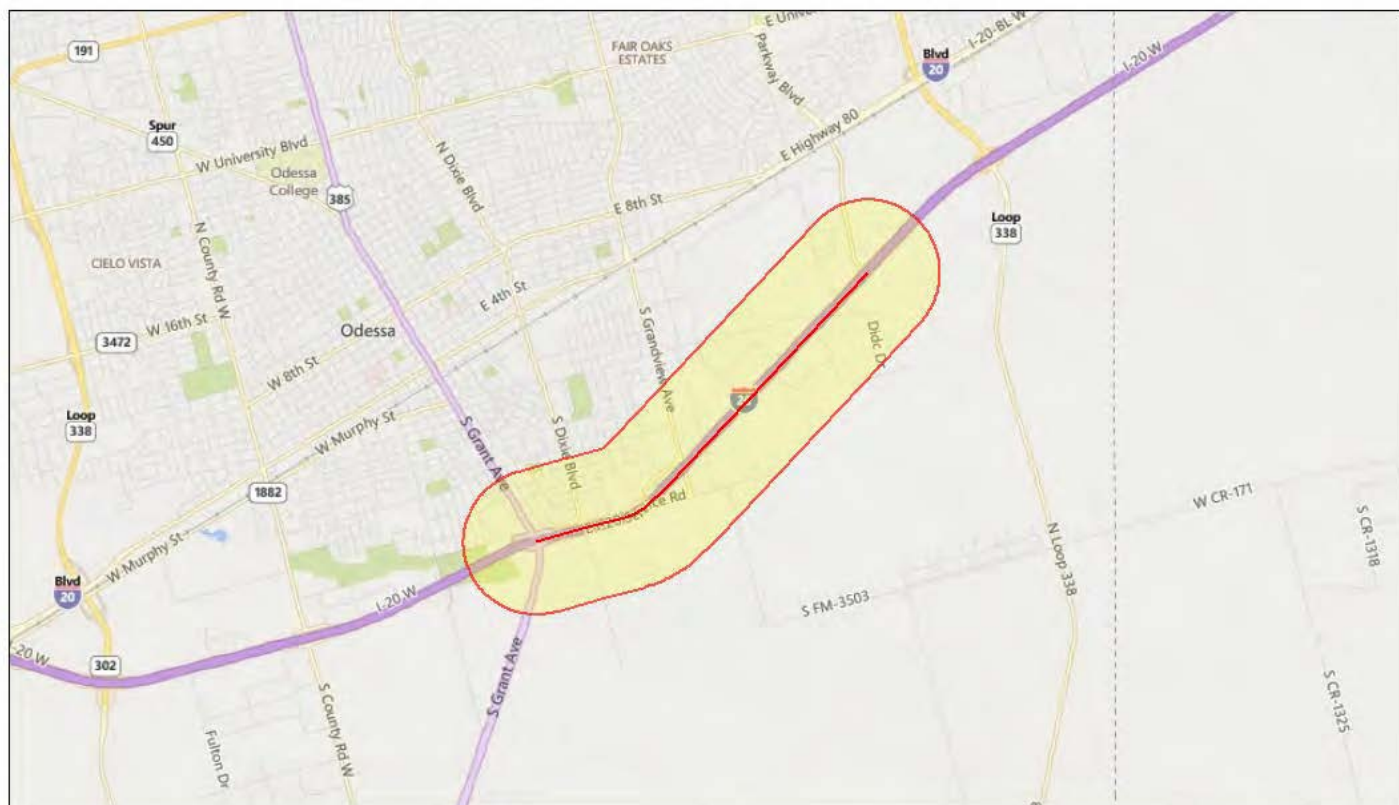 191
FAIR OAKS
ESTATES
E Univer
Parkway Blvd
I-20-BL W
Blvd
20
I-20 W
Spur
450
W University Blvd
Odessa
College
385
N Dixie Blvd
E Highway 80
E 8th St
N County Rd W
CIELO VISTA
Loop
338
E 4th St
W 16th St
3472
Odessa
S Grandview Ave
Didc D
W 8th St
Loop
338
W Murphy St
S Grant Ave
S Dixie Blvd
20
1882
W CR-171
S CR-1318
W Murphy St
N Loop 338
Blvd
20
I-20 W
S FM-3503
I-20 W
302
S Grant Ave
S County Rd W
Fulton Dr
S CR-1325